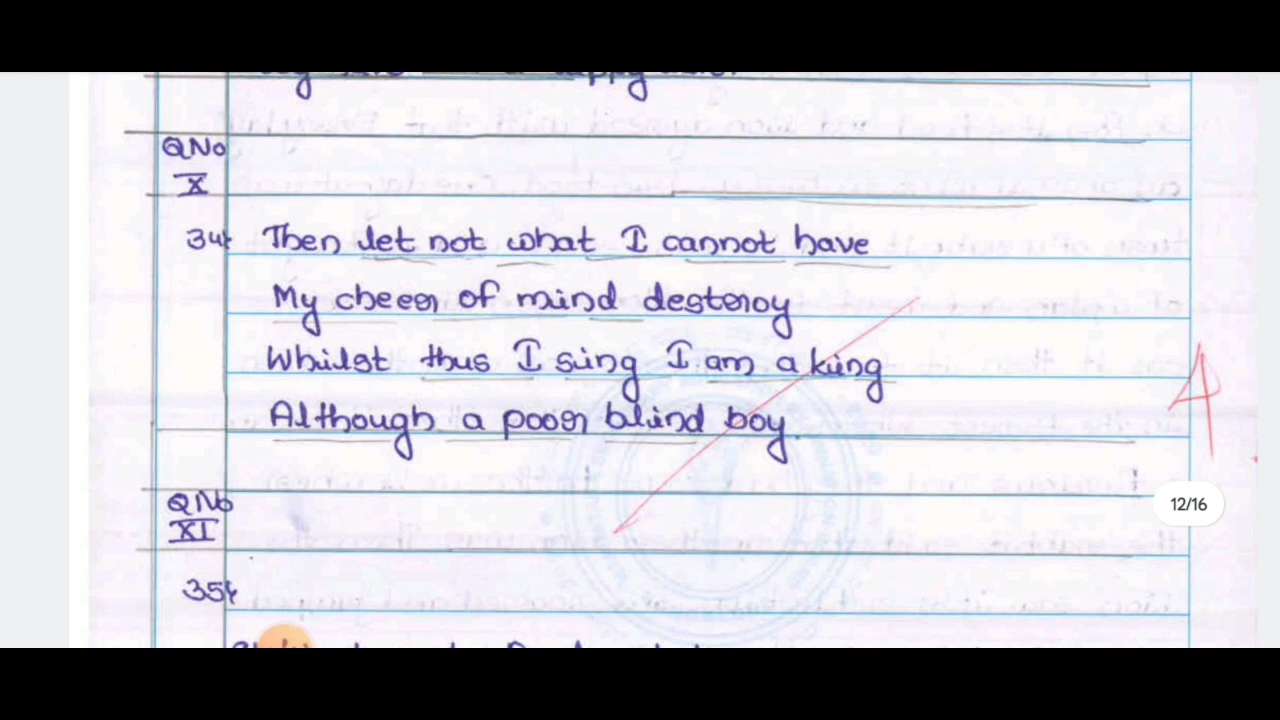 QNo
X
34 Then let not what I cannot have
My cheer of mind destroy
Whilst thus I sing I am a king
Although a poor blind boy.
4
QNo
XI
12/16
35